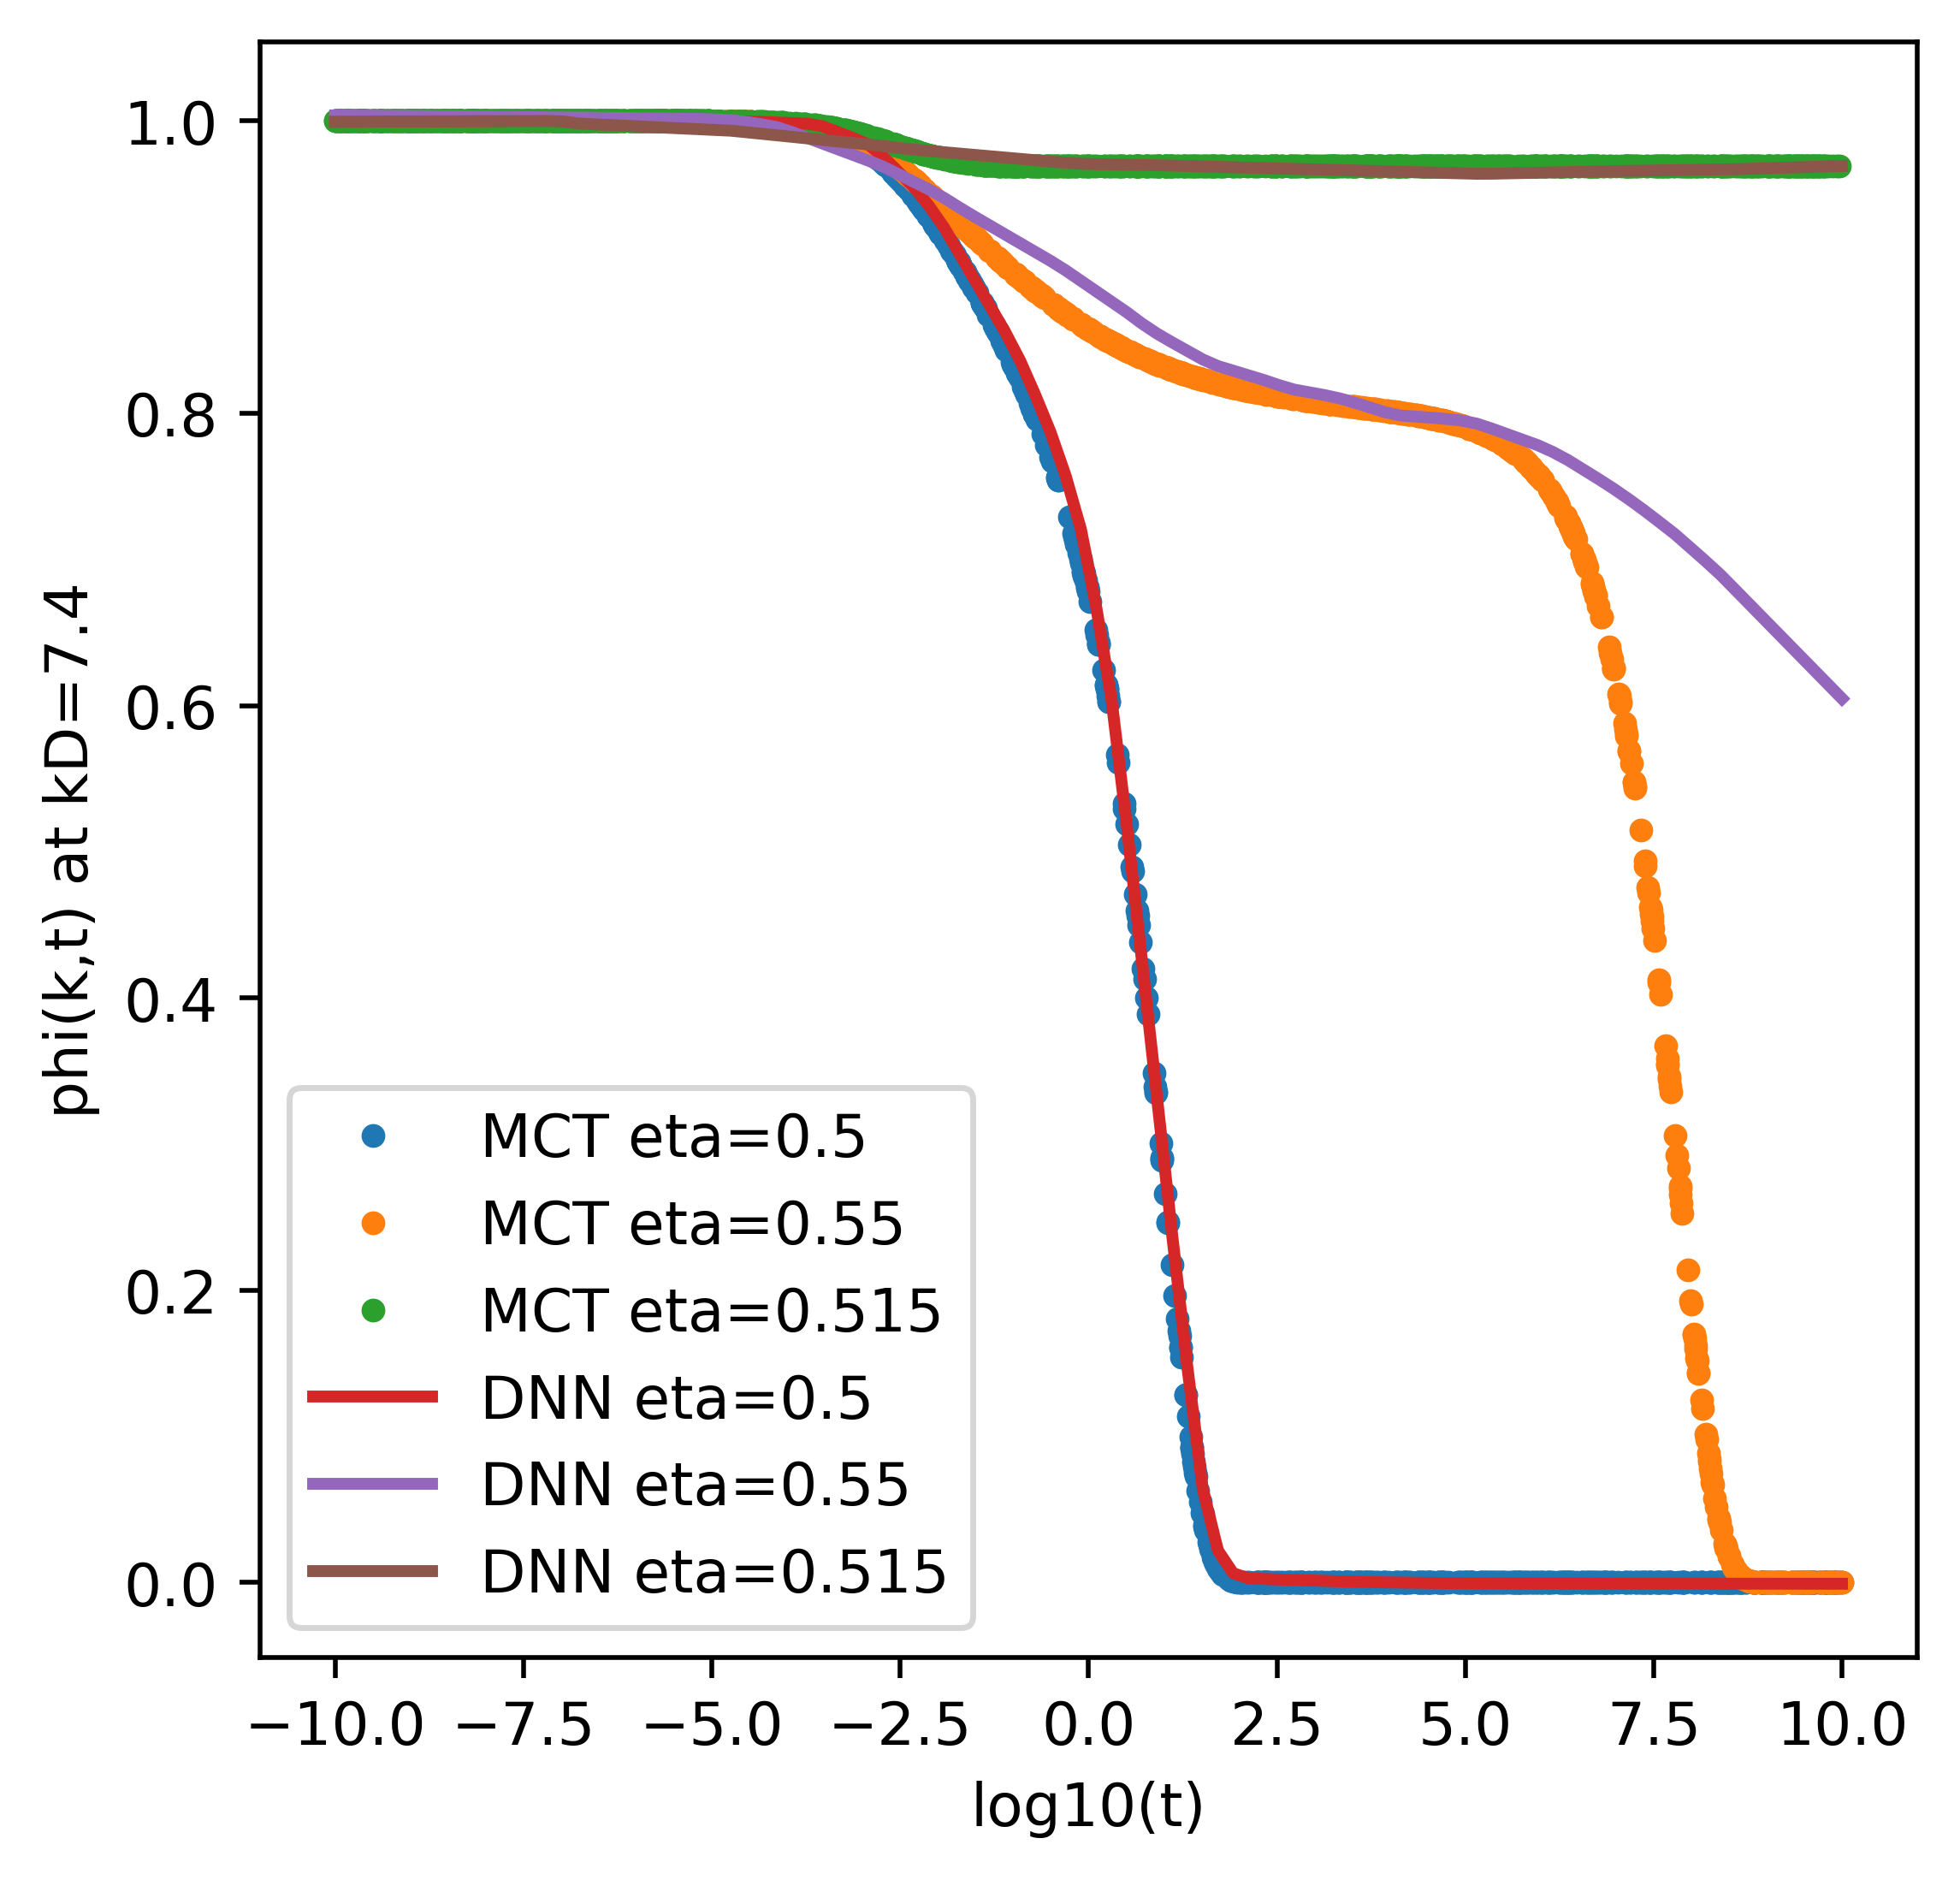 1.0
0.8
0.6
0.4
0.2
0.0
phi(k,t) at kD=7.4
MCT eta=0.5
MCT eta=0.55
MCT eta=0.515
DNN eta=0.5
DNN eta=0.55
DNN eta=0.515
−10.0 −7.5 −5.0 −2.5 0.0 2.5 5.0 7.5 10.0
log10(t)